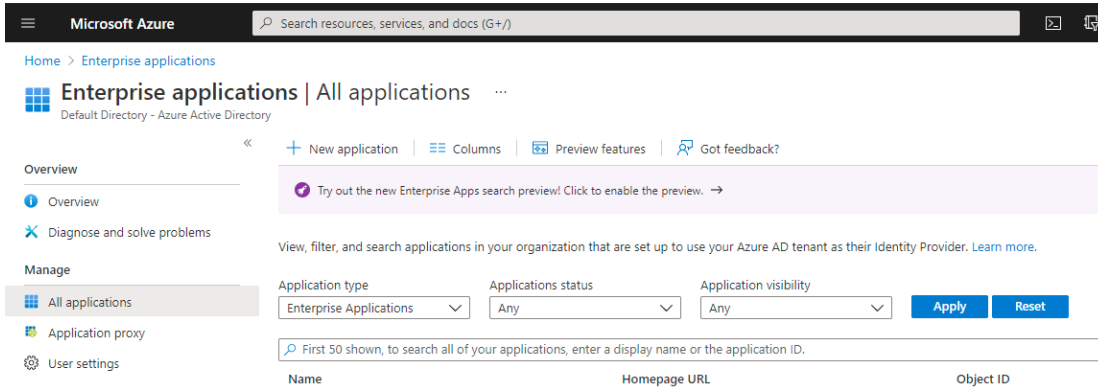 Microsoft Azure
Search resources, services, and docs (G+/)
Home > Enterprise applications
Enterprise applications | All applications ...
Default Directory - Azure Active Directory
«
+ New application
Columns
Preview features
Got feedback?
Overview
Try out the new Enterprise Apps search preview! Click to enable the preview. →
Overview
Diagnose and solve problems
View, filter, and search applications in your organization that are set up to use your Azure AD tenant as their Identity Provider. Learn more.
Manage
Application type
Applications status
Application visibility
All applications
Enterprise Applications
Any
Any
Apply
Reset
Application proxy
First 50 shown, to search all of your applications, enter a display name or the application ID.
User settings
Name
Homepage URL
Object ID